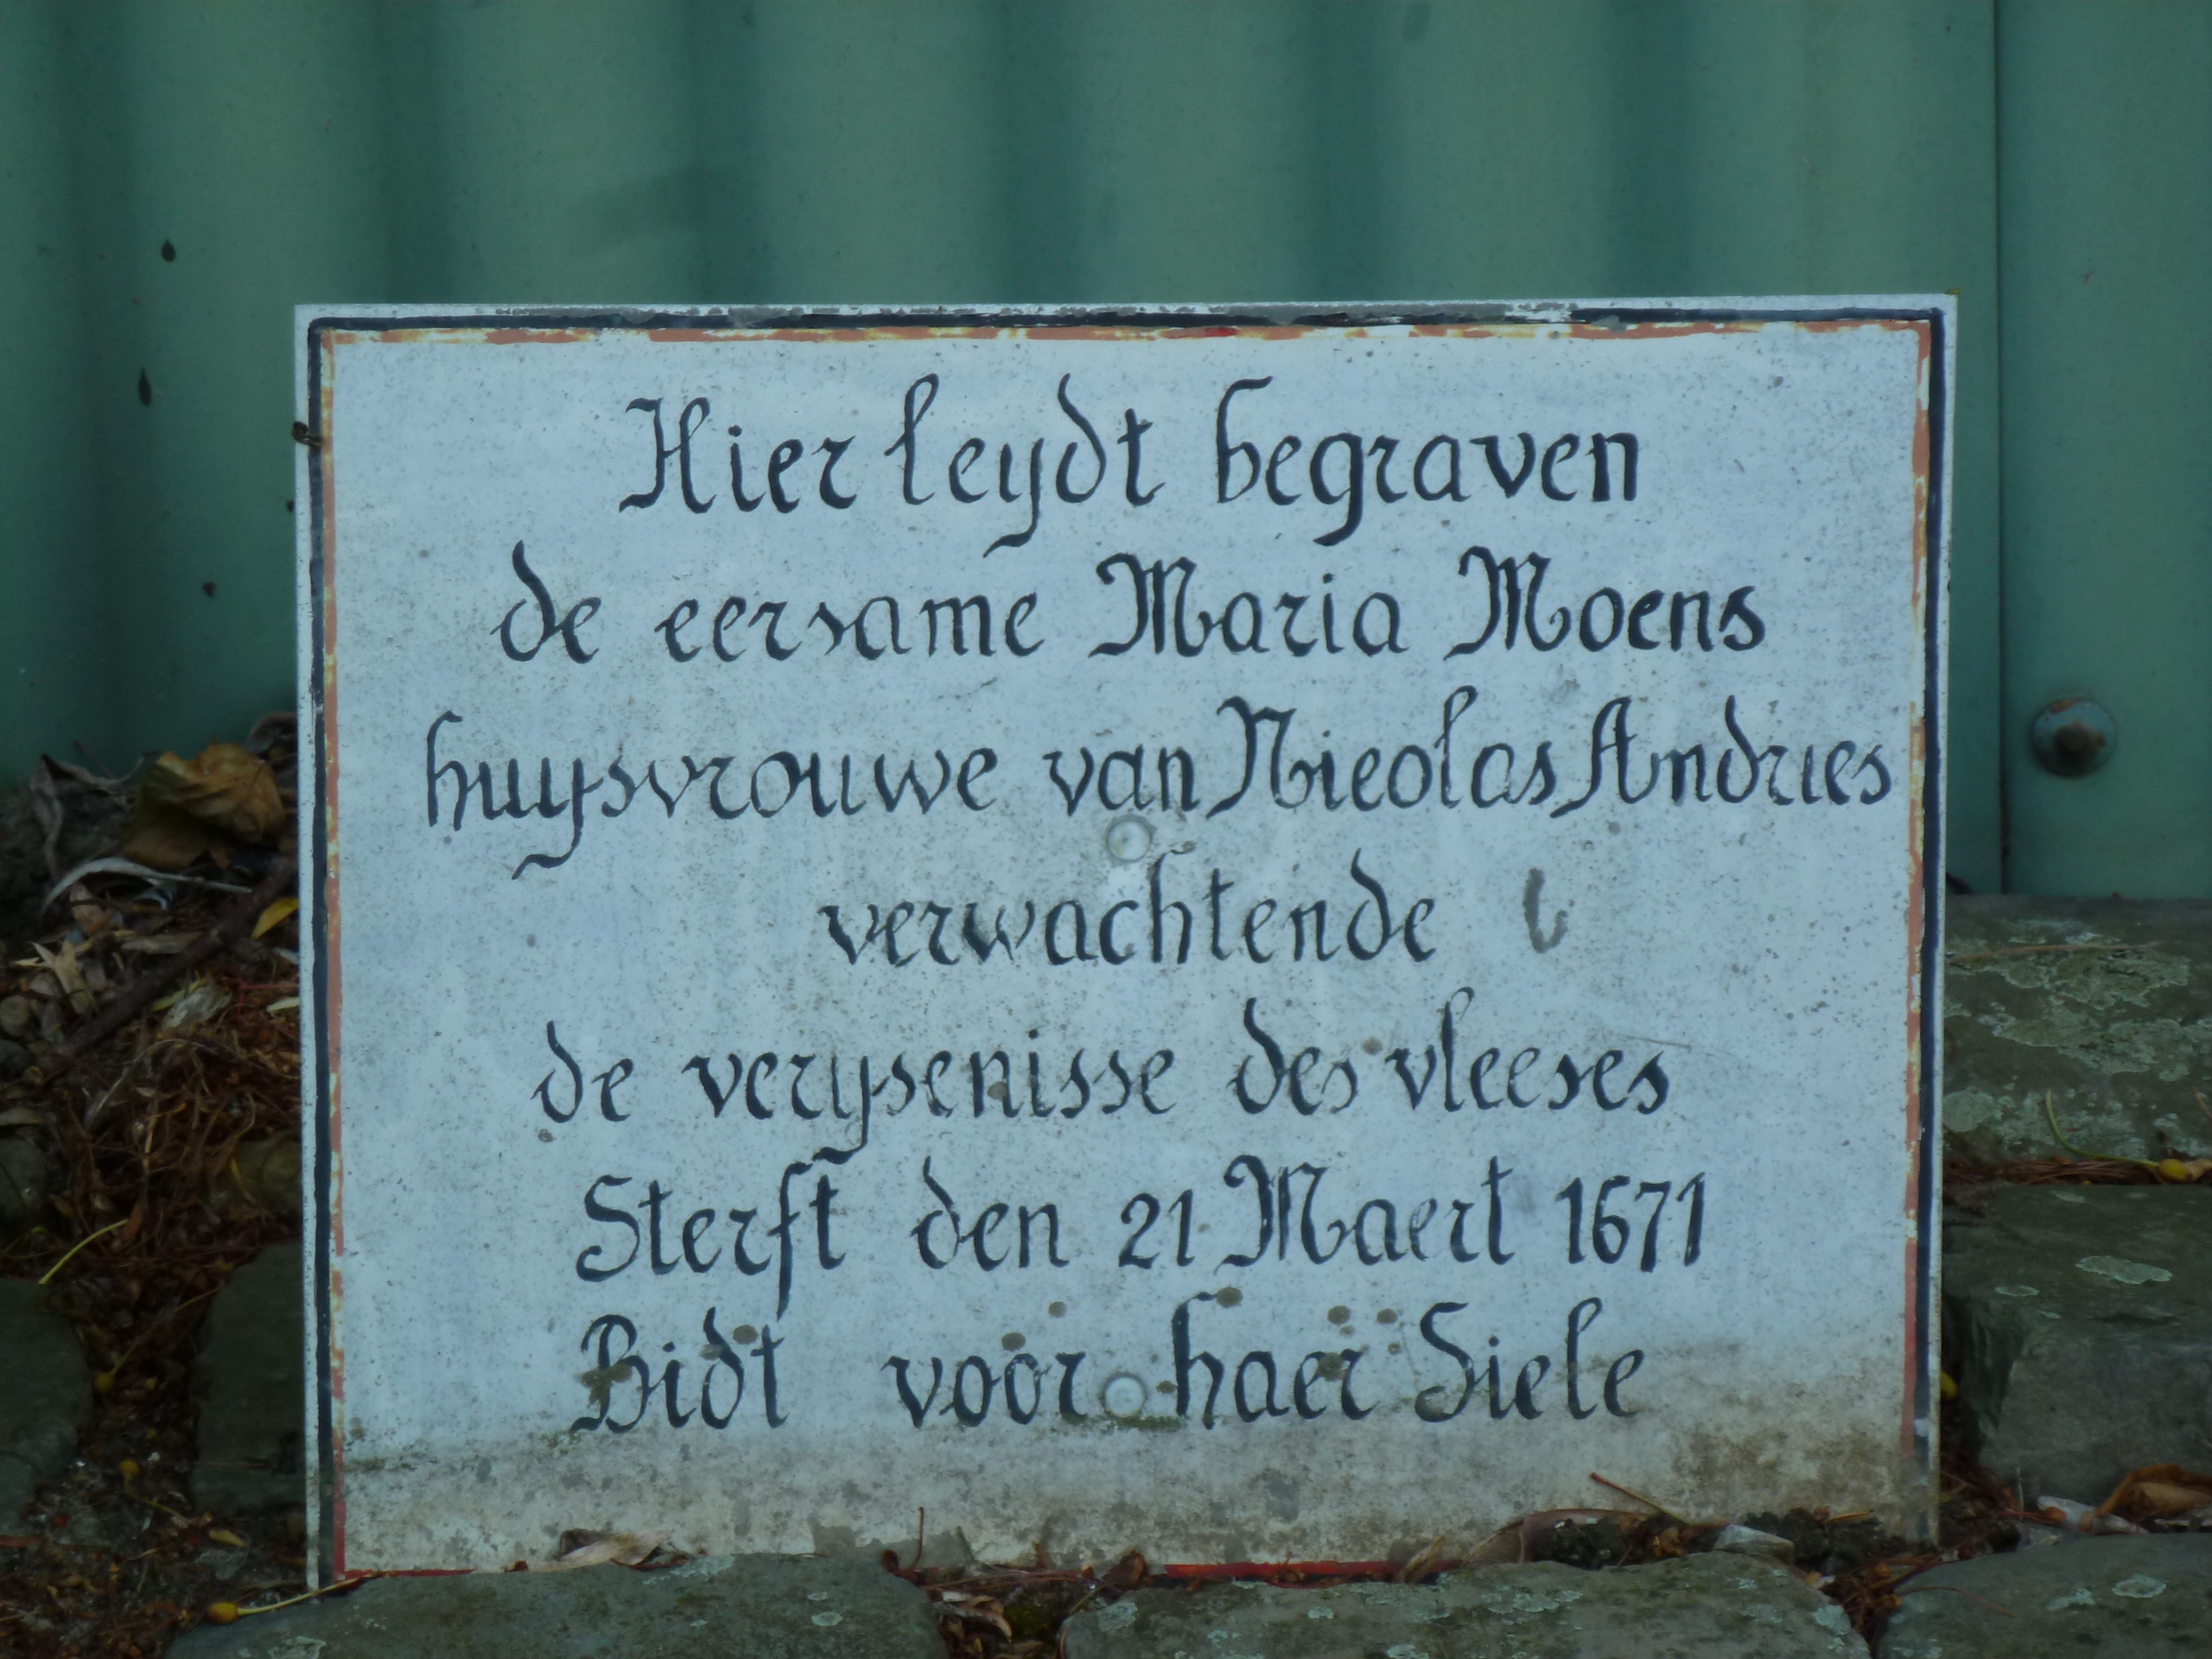 Hier leydt begraven
de eersame Maria Moens
huysvrouwe van Nieolas Andries
verwachtende
de verysenisse des vleeses
Sterft den 21 Maert 1671
Bidt voor haer Siele